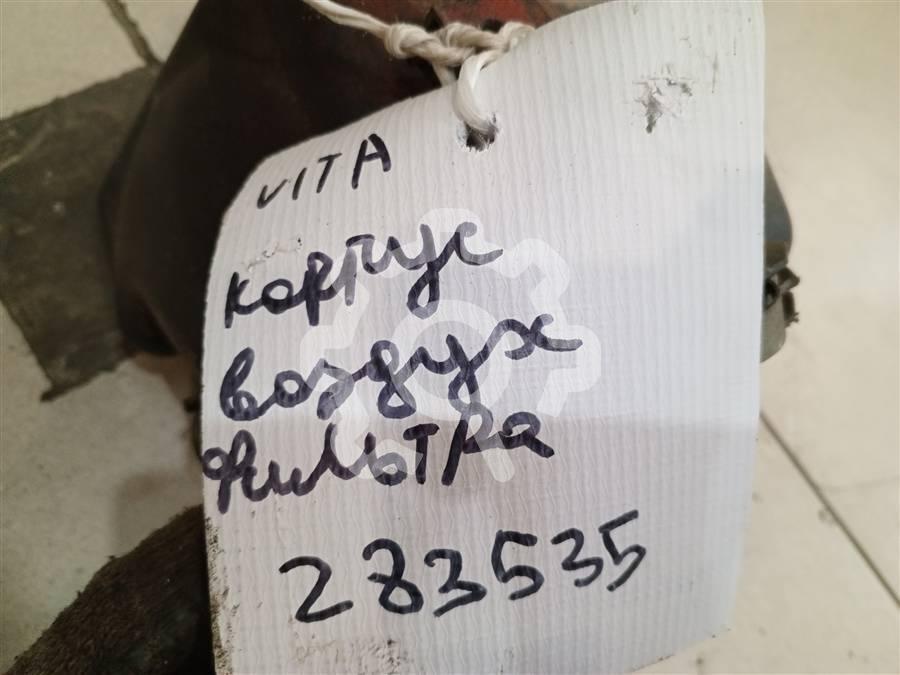 VITA
корпус
воздух
фильтра
283535